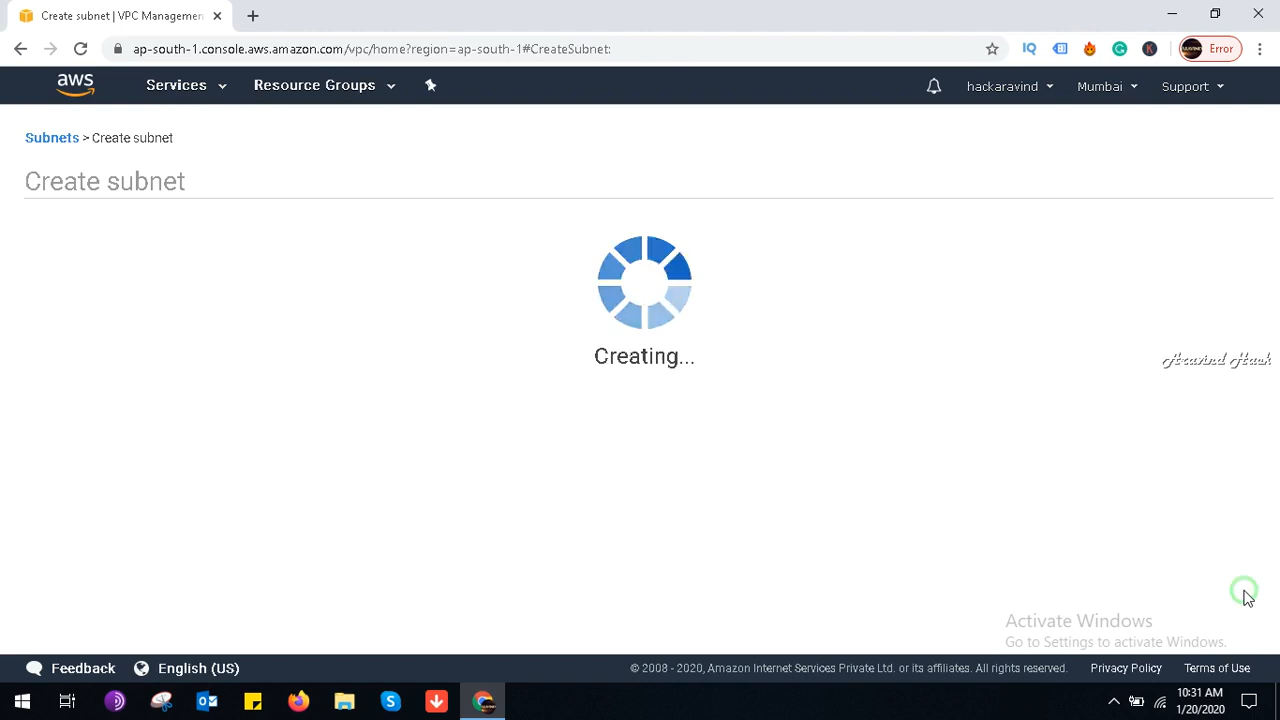 Create subnet | VPC Managemen
ap-south-1.console.aws.amazon.com/vpc/home?region=ap-south-1#CreateSubnet:
IQ
K
Error
aws
Services
Resource Groups
hackaravind
Mumbai
Support
Subnets > Create subnet
Create subnet
Creating...
Aravind Hack
Activate Windows
Go to Settings to activate Windows.
Feedback
English (US)
© 2008 - 2020, Amazon Internet Services Private Ltd. or its affiliates. All rights reserved.
Privacy Policy
Terms of Use
10:31 AM
1/20/2020